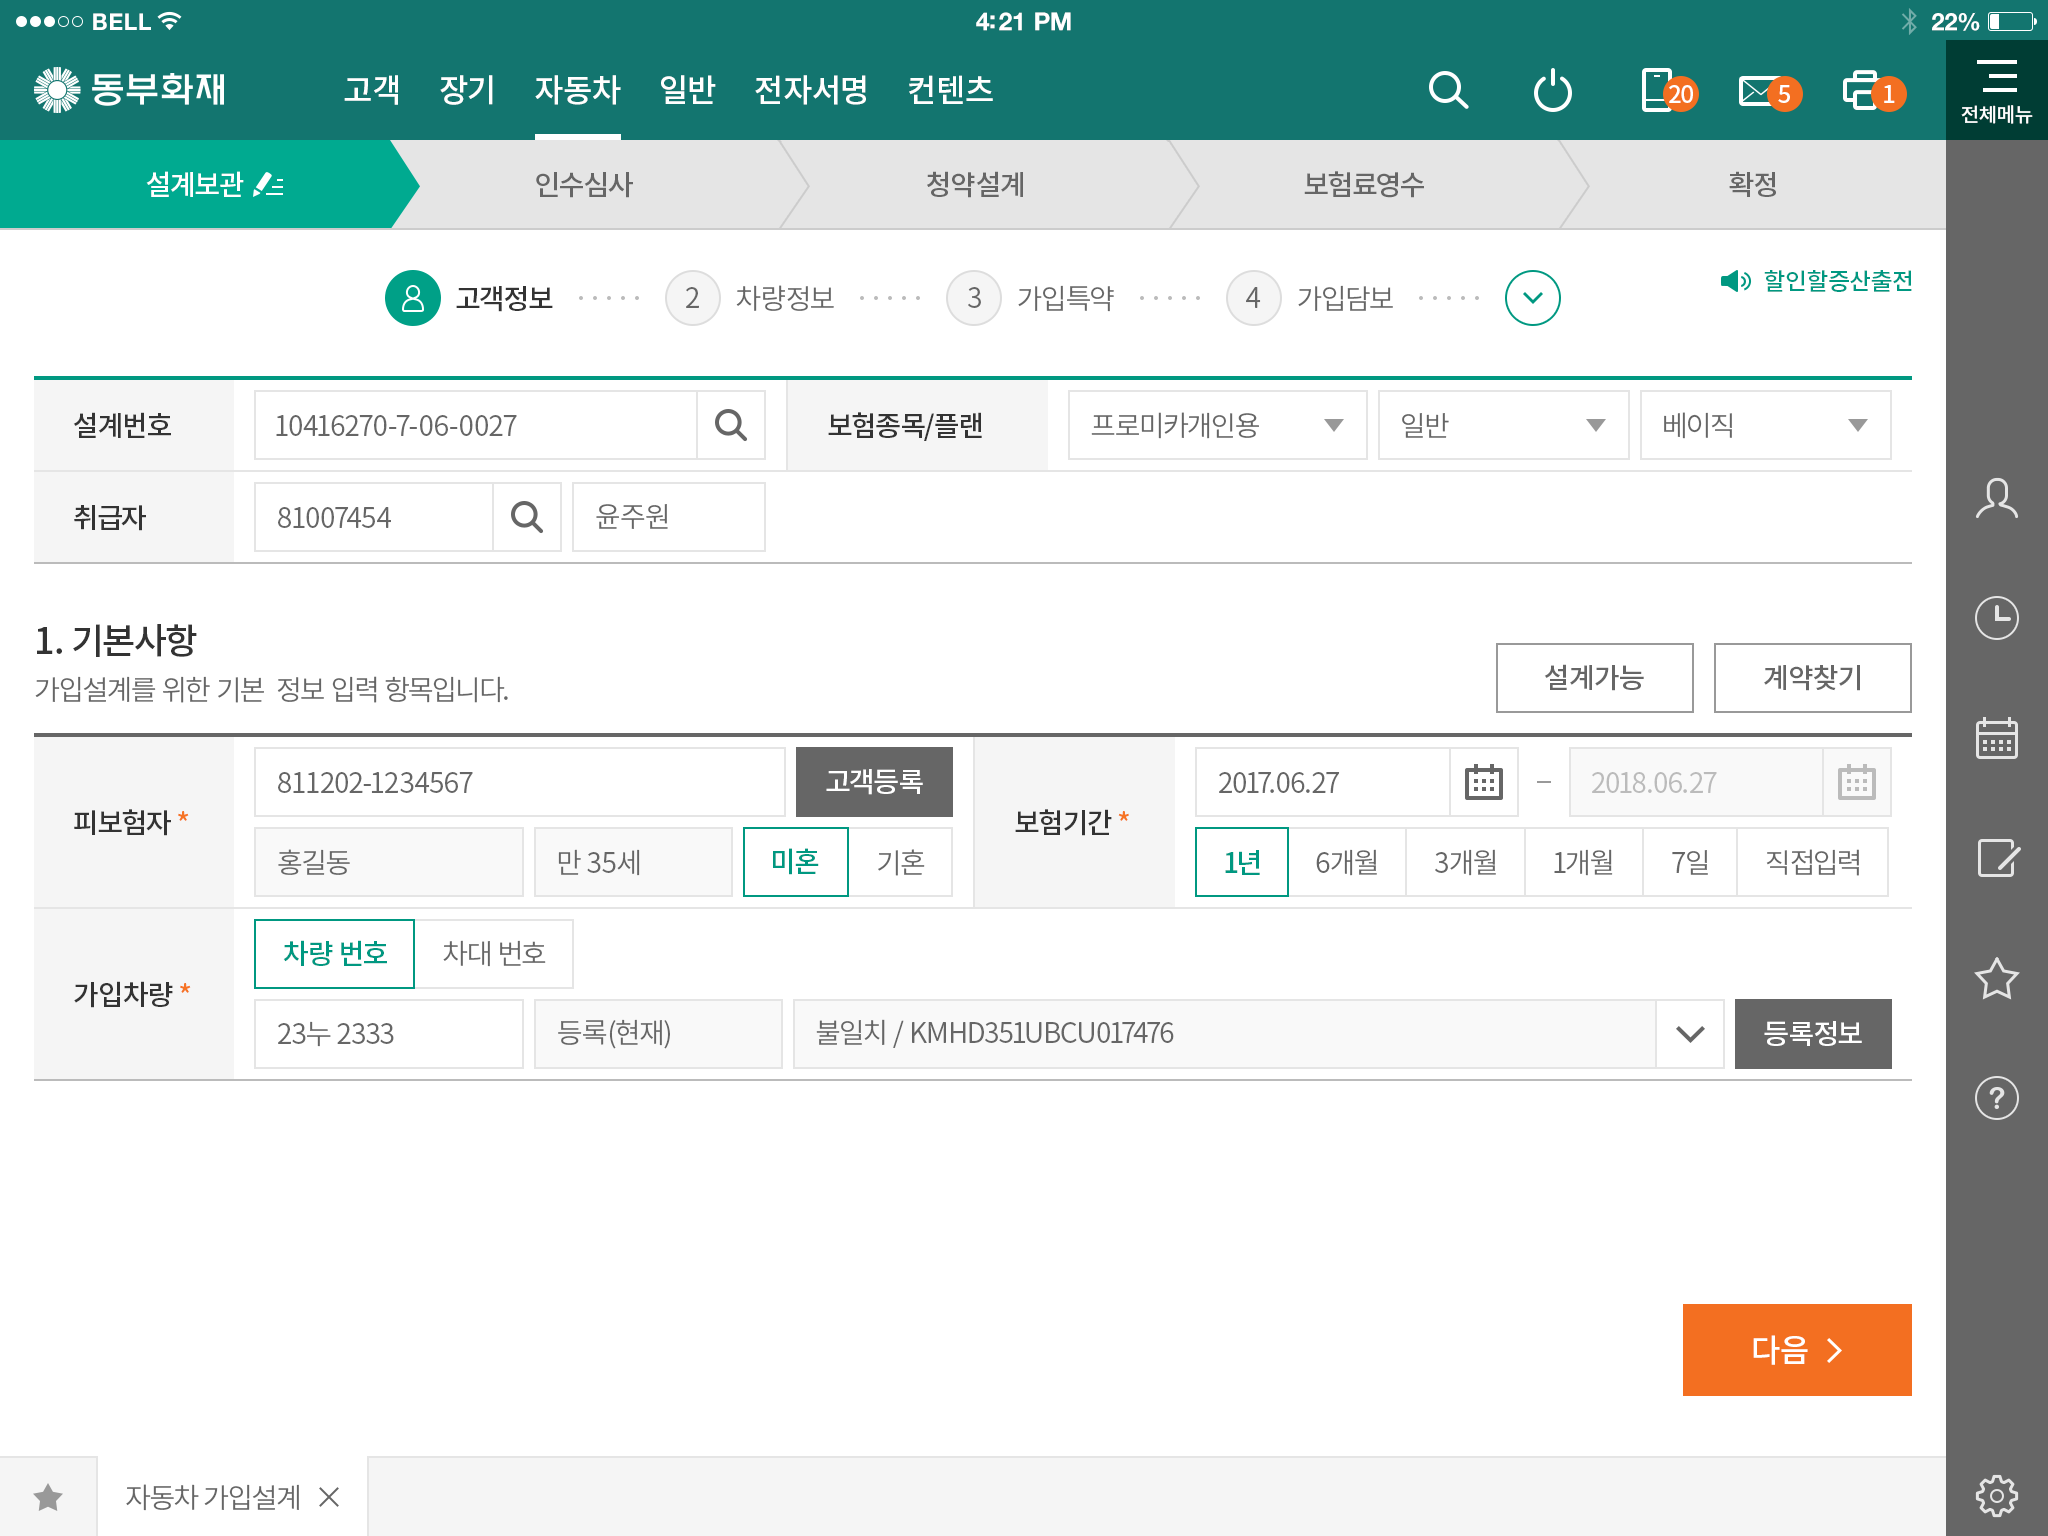 BELL 4:21 PM 22%
동부화재 고객 장기 자동차 일반 전자서명 컨텐츠 20 5 1 전체메뉴
설계보관 인수심사 청약설계 보험료영수 확정
고객정보 2 차량정보 3 가입특약 4 가입담보 할인할증산출전
설계번호 10416270-7-06-0027 보험종목/플랜 프로미카개인용 일반 베이직
취급자 81007454 윤주원
1. 기본사항
가입설계를 위한 기본 정보 입력 항목입니다.
설계가능 계약찾기
피보험자 * 811202-1234567 고객등록 보험기간 * 2017.06.27 – 2018.06.27
홍길동 만 35세 미혼 기혼 1년 6개월 3개월 1개월 7일 직접입력
가입차량 * 차량 번호 차대 번호
23누 2333 등록(현재) 불일치 / KMHD351UBCU017476 등록정보
다음
자동차 가입설계